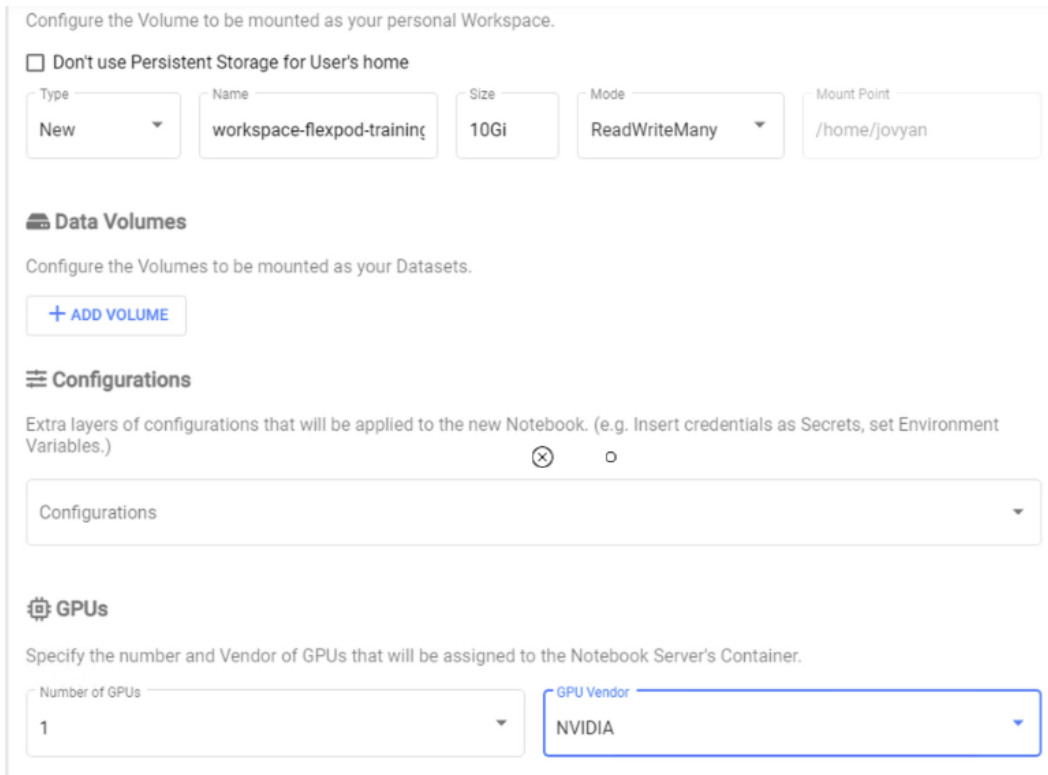 Configure the Volume to be mounted as your personal Workspace.
Don't use Persistent Storage for User's home
Type Name Size Mode Mount Point
New workspace-flexpod-training 10Gi ReadWriteMany /home/jovyan
Data Volumes
Configure the Volumes to be mounted as your Datasets.
+ ADD VOLUME
Configurations
Extra layers of configurations that will be applied to the new Notebook. (e.g. Insert credentials as Secrets, set Environment
Variables.)
Configurations
GPUs
Specify the number and Vendor of GPUs that will be assigned to the Notebook Server's Container.
Number of GPUs GPU Vendor
1 NVIDIA